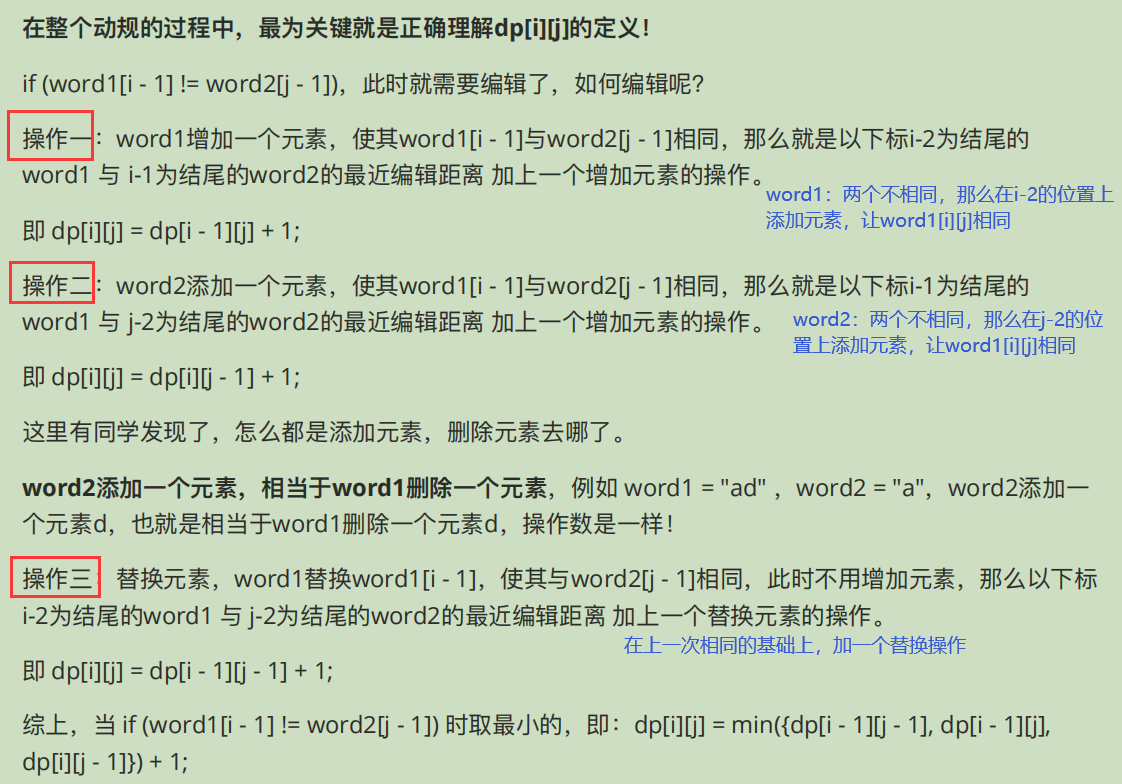 在整个动规的过程中，最为关键就是正确理解dp[i][j]的定义！
if (word1[i - 1] != word2[j - 1])，此时就需要编辑了，如何编辑呢？
操作一：word1增加一个元素，使其word1[i - 1]与word2[j - 1]相同，那么就是以下标i-2为结尾的
word1 与 i-1为结尾的word2的最近编辑距离 加上一个增加元素的操作。
word1：两个不相同，那么在i-2的位置上
添加元素，让word1[i][j]相同
即 dp[i][j] = dp[i - 1][j] + 1;
操作二：word2添加一个元素，使其word1[i - 1]与word2[j - 1]相同，那么就是以下标i-1为结尾的
word1 与 j-2为结尾的word2的最近编辑距离 加上一个增加元素的操作。
word2：两个不相同，那么在j-2的位
置上添加元素，让word1[i][j]相同
即 dp[i][j] = dp[i][j - 1] + 1;
这里有同学发现了，怎么都是添加元素，删除元素去哪了。
word2添加一个元素，相当于word1删除一个元素，例如 word1 = "ad" ，word2 = "a"，word2添加一
个元素d，也就是相当于word1删除一个元素d，操作数是一样！
操作三：替换元素，word1替换word1[i - 1]，使其与word2[j - 1]相同，此时不用增加元素，那么以下标
i-2为结尾的word1 与 j-2为结尾的word2的最近编辑距离 加上一个替换元素的操作。
在上一次相同的基础上，加一个替换操作
即 dp[i][j] = dp[i - 1][j - 1] + 1;
综上，当 if (word1[i - 1] != word2[j - 1]) 时取最小的，即：dp[i][j] = min({dp[i - 1][j - 1], dp[i - 1][j],
dp[i][j - 1]}) + 1;